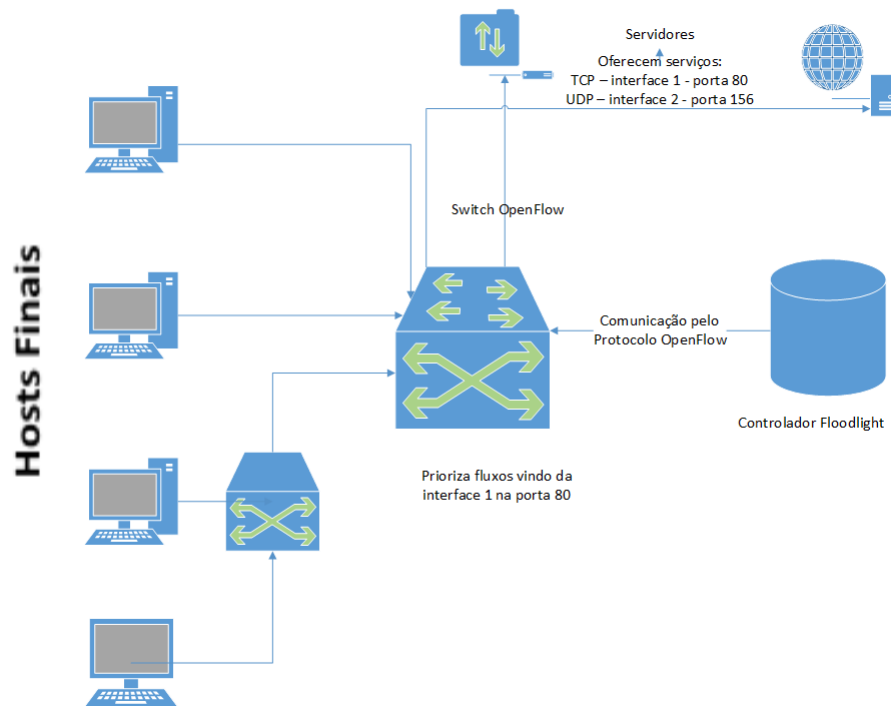 Servidores
Oferecem serviços:
TCP – interface 1 - porta 80
UDP – interface 2 - porta 156
Switch OpenFlow
Hosts Finais
Comunicação pelo
Protocolo OpenFlow
Controlador Floodlight
Prioriza fluxos vindo da
interface 1 na porta 80